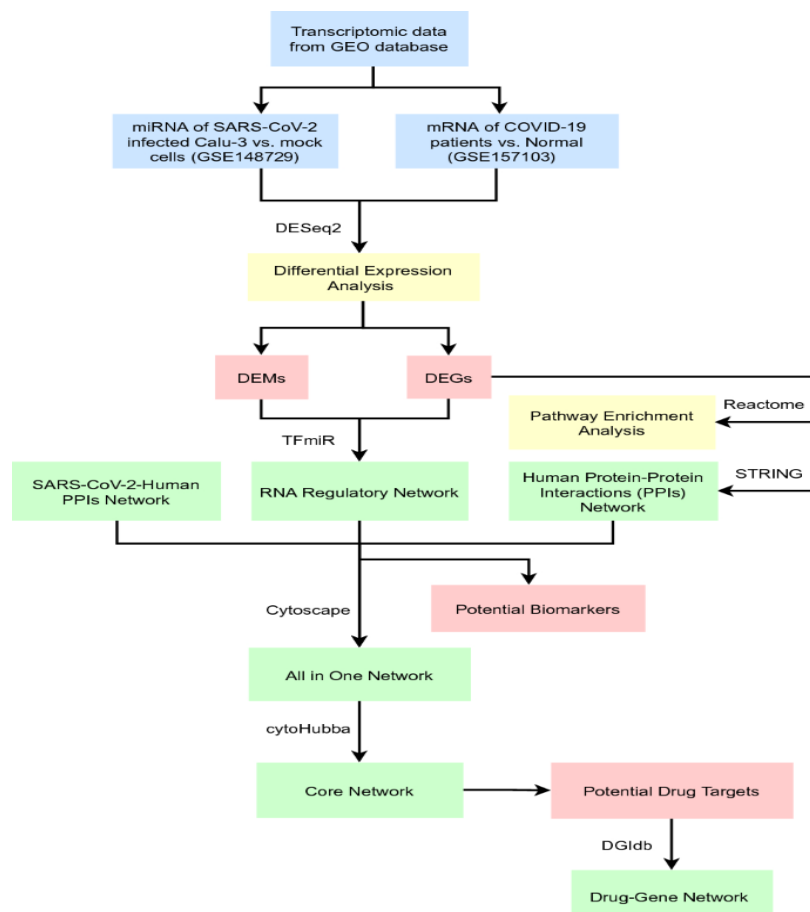 Transcriptomic data
from GEO database
miRNA of SARS-CoV-2
infected Calu-3 vs. mock
cells (GSE148729)
mRNA of COVID-19
patients vs. Normal
(GSE157103)
DESeq2
Differential Expression
Analysis
DEMs
DEGs
Reactome
Pathway Enrichment
Analysis
TFmiR
STRING
SARS-CoV-2-Human
PPIs Network
RNA Regulatory Network
Human Protein-Protein
Interactions (PPIs)
Network
Potential Biomarkers
Cytoscape
All in One Network
cytoHubba
Core Network
Potential Drug Targets
DGIdb
Drug-Gene Network